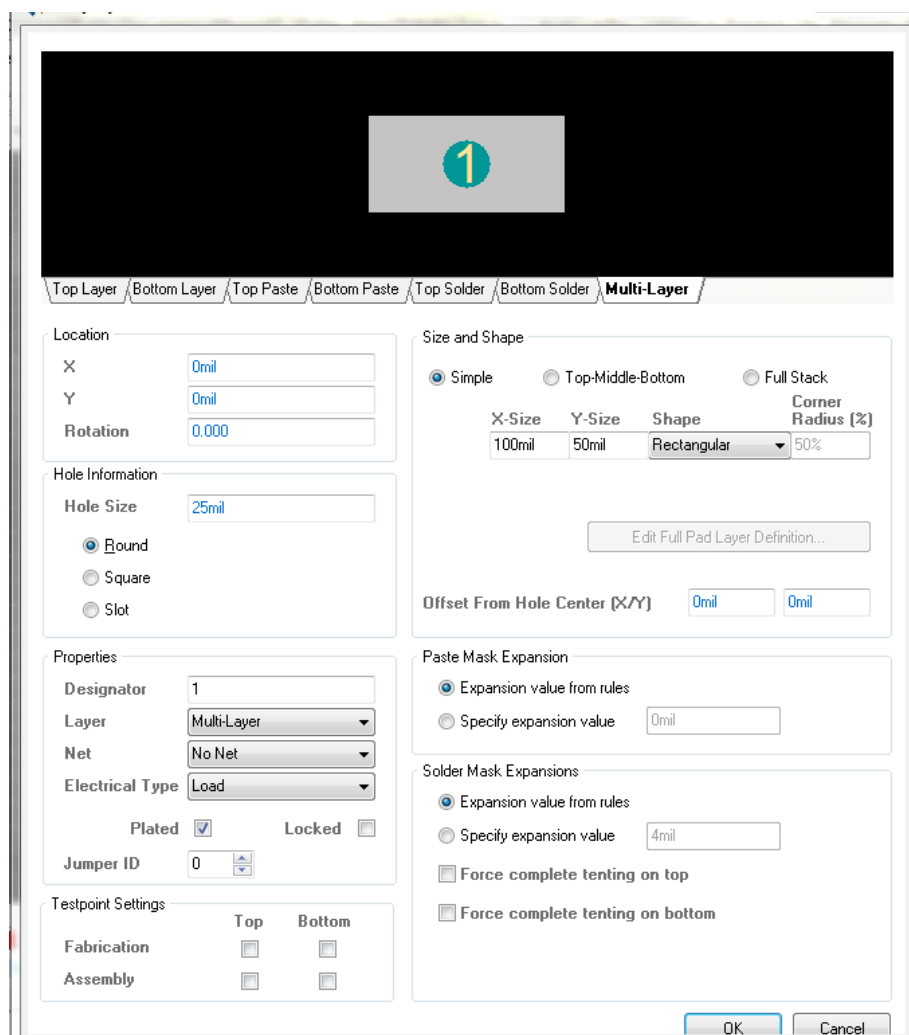 1
Top Layer Bottom Layer Top Paste Bottom Paste Top Solder Bottom Solder Multi-Layer
Location
X 0mil
Y 0mil
Rotation 0.000
Hole Information
Hole Size 25mil
Round
Square
Slot
Properties
Designator 1
Layer Multi-Layer
Net No Net
Electrical Type Load
Plated Locked
Jumper ID 0
Testpoint Settings
Top Bottom
Fabrication
Assembly
Size and Shape
Simple Top-Middle-Bottom Full Stack
X-Size Y-Size Shape Corner Radius (%)
100mil 50mil Rectangular 50%
Edit Full Pad Layer Definition...
Offset From Hole Center (X/Y) 0mil 0mil
Paste Mask Expansion
Expansion value from rules
Specify expansion value 0mil
Solder Mask Expansions
Expansion value from rules
Specify expansion value 4mil
Force complete tenting on top
Force complete tenting on bottom
OK Cancel